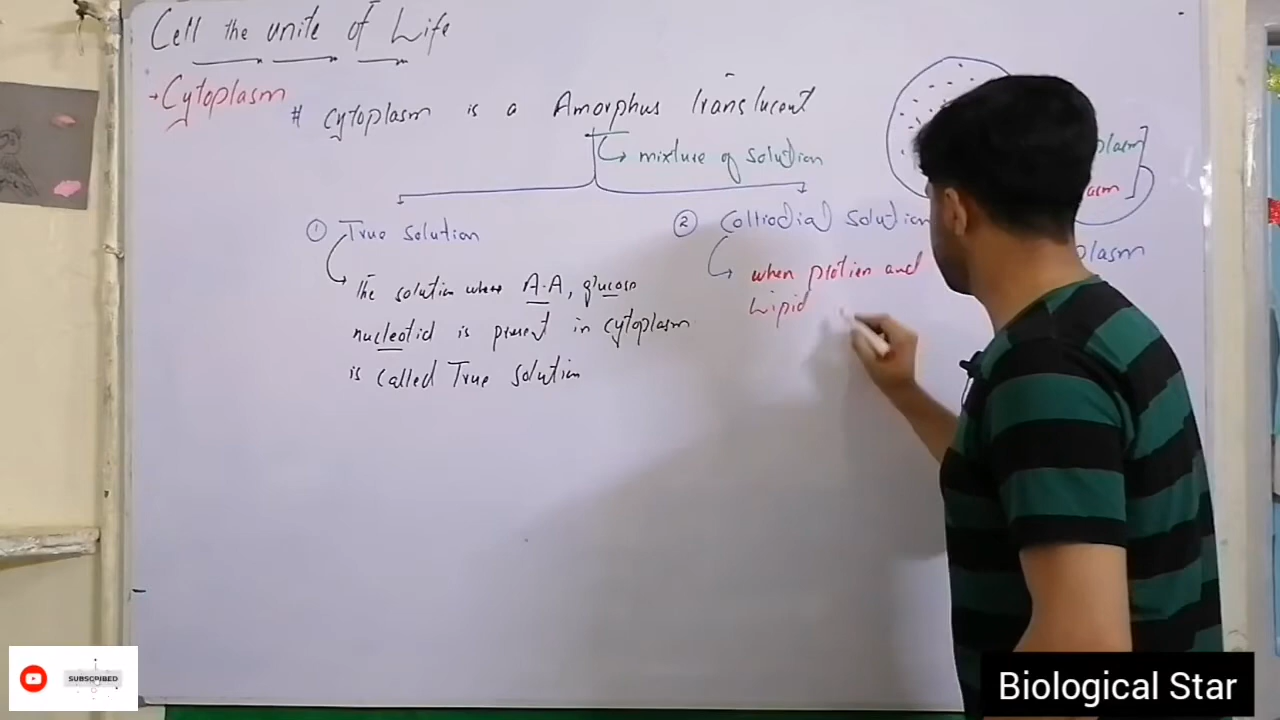 Cell the unite of Life
→ Cytoplasm
# Cytoplasm is a Amorphus Translucent
mixture of solution
① True solution
② Colliodial solution
The solution where A.A, glucose
nucleotid is present in cytoplasm
is called True solution
when protien and
Lipid
plasm
asm
plasm
SUBSCRIBED
Biological Star